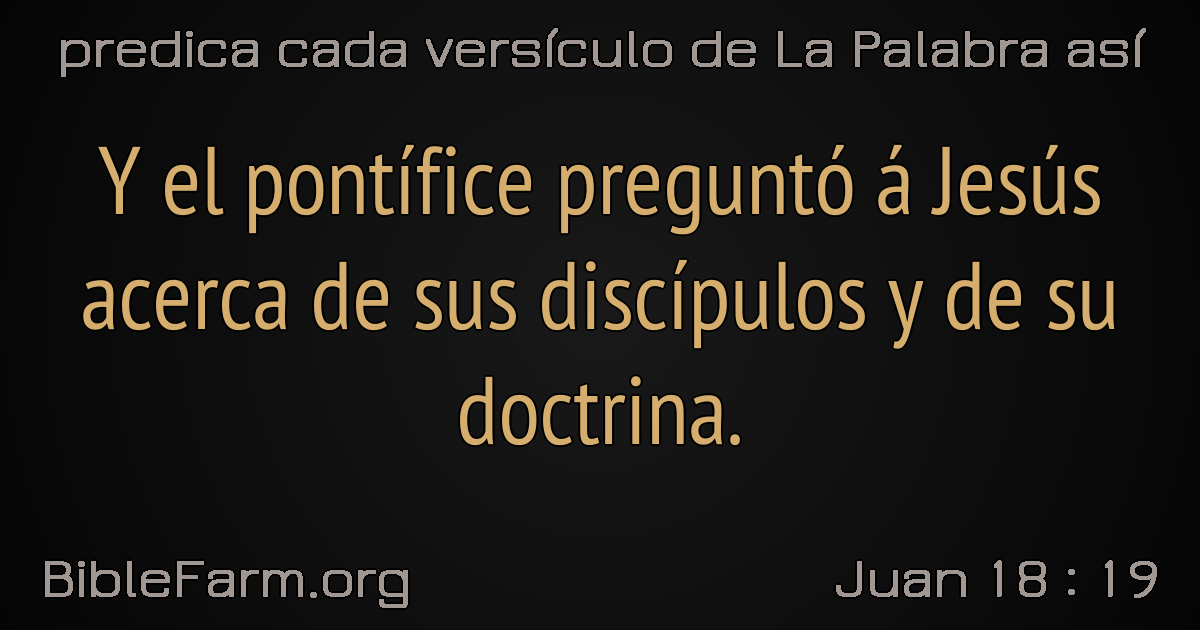 predica cada versículo de La Palabra así
Y el pontífice preguntó á Jesús
acerca de sus discípulos y de su
doctrina.
BibleFarm.org
Juan 18 : 19